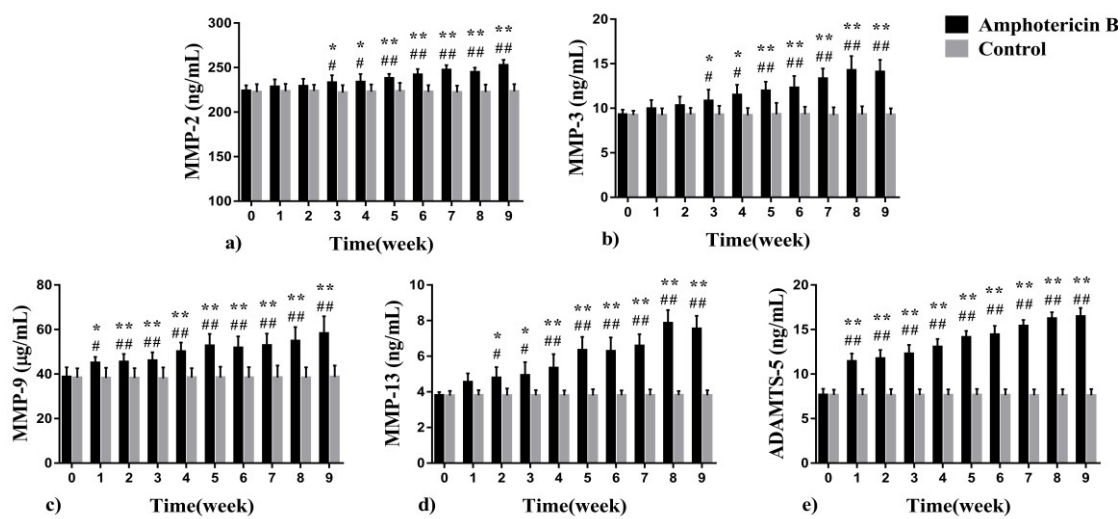 Amphotericin B
Control
MMP-2 (ng/mL)
300
250
200
150
100
* * ** ** ** ** **
# # ## ## ## ## ##
0 1 2 3 4 5 6 7 8 9
a) Time(week)
MMP-3 (ng/mL)
20
15
10
5
0
* * ** ** ** ** **
# # ## ## ## ## ##
0 1 2 3 4 5 6 7 8 9
b) Time(week)
MMP-9 (μg/mL)
80
60
40
20
0
* ** ** ** ** ** ** ** **
# ## ## ## ## ## ## ## ##
0 1 2 3 4 5 6 7 8 9
c) Time(week)
MMP-13 (ng/mL)
10
8
6
4
2
0
* * ** ** ** ** ** **
# # ## ## ## ## ## ##
0 1 2 3 4 5 6 7 8 9
d) Time(week)
ADAMTS-5 (ng/mL)
20
15
10
5
0
** ** ** ** ** ** ** ** **
## ## ## ## ## ## ## ## ##
0 1 2 3 4 5 6 7 8 9
e) Time(week)